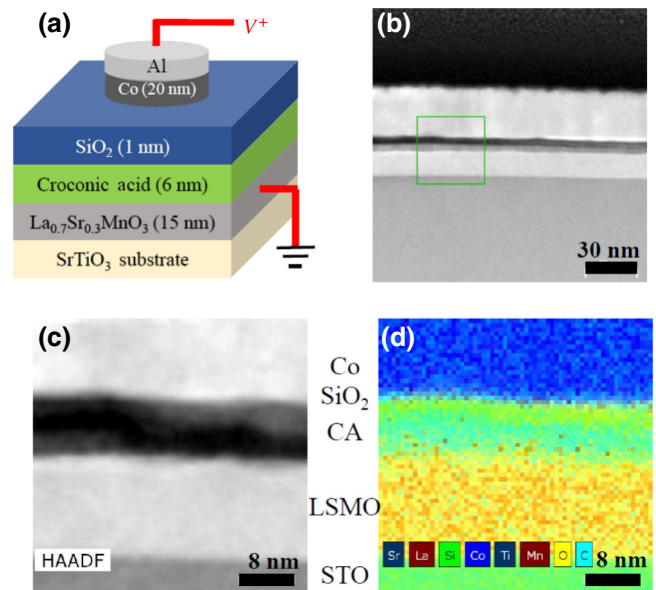 (a)
V⁺
Al
Co (20 nm)
SiO₂ (1 nm)
Croconic acid (6 nm)
La₀.₇Sr₀.₃MnO₃ (15 nm)
SrTiO₃ substrate
(b)
30 nm
(c)
HAADF
8 nm
Co
SiO₂
CA
LSMO
STO
(d)
Sr La Si Co Ti Mn O C
8 nm